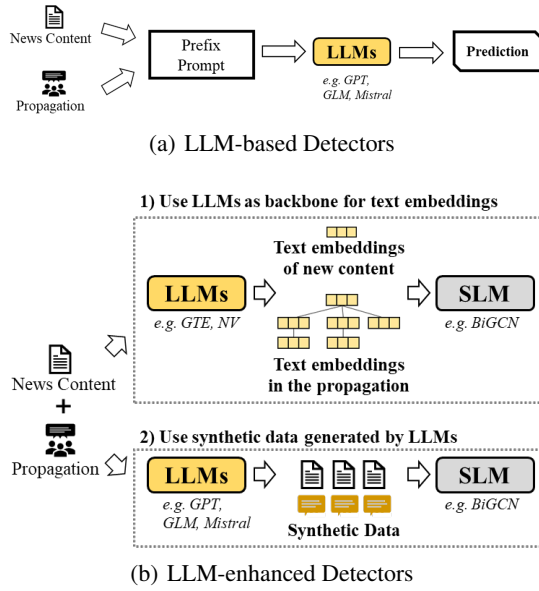 News Content
Propagation
Prefix
Prompt
LLMs
e.g. GPT,
GLM, Mistral
Prediction
(a) LLM-based Detectors
1) Use LLMs as backbone for text embeddings
LLMs
e.g. GTE, NV
Text embeddings
of new content
Text embeddings
in the propagation
SLM
e.g. BiGCN
News Content
+
Propagation
2) Use synthetic data generated by LLMs
LLMs
e.g. GPT,
GLM, Mistral
Synthetic Data
SLM
e.g. BiGCN
(b) LLM-enhanced Detectors